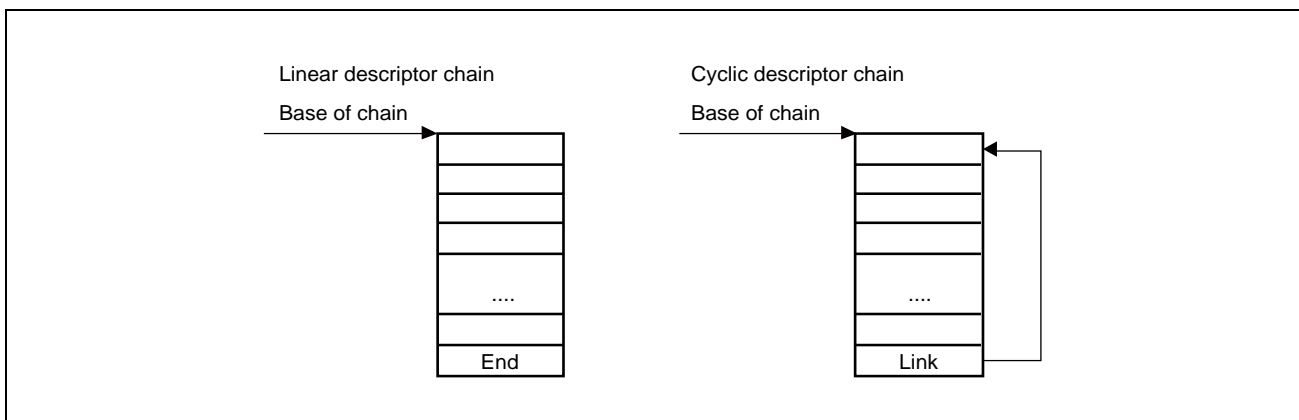 Linear descriptor chain
Base of chain
....
End
Cyclic descriptor chain
Base of chain
....
Link